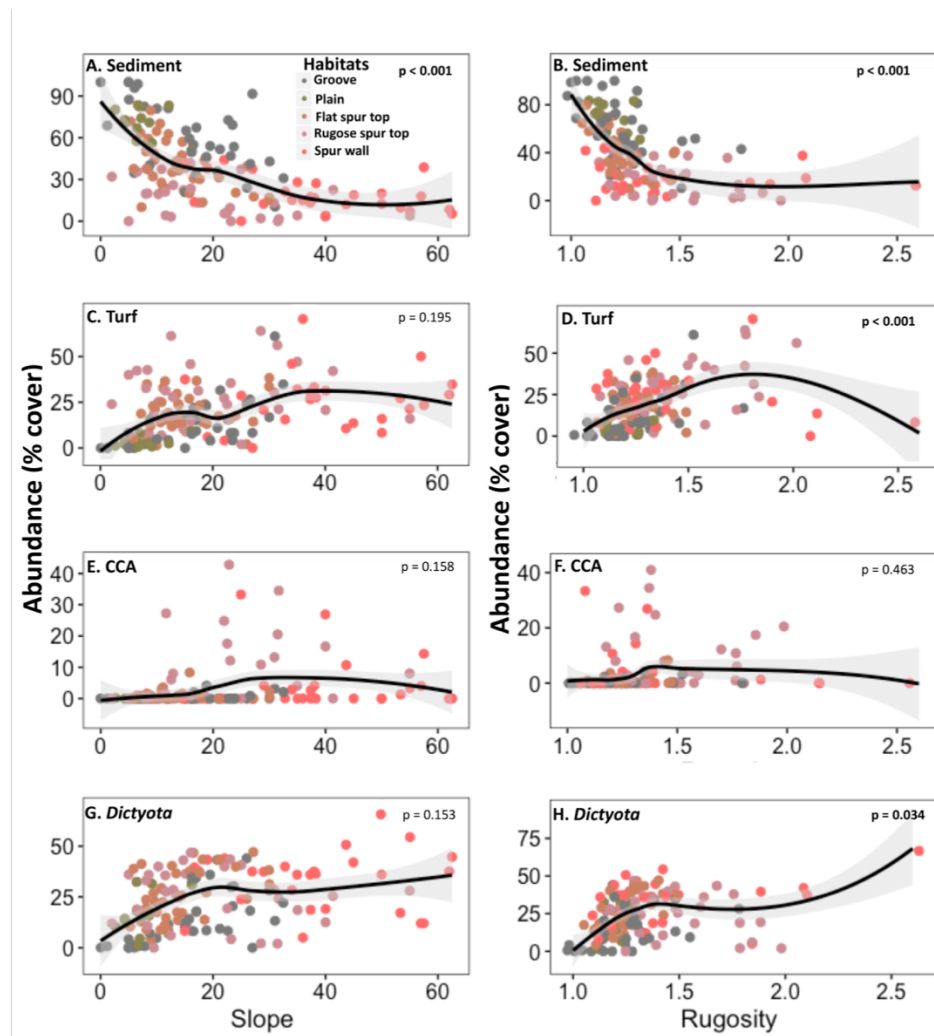 A. Sediment
Habitats
Groove
Plain
Flat spur top
Rugose spur top
Spur wall
p < 0.001
90
60
30
0
0 20 40 60
B. Sediment
p < 0.001
80
40
0
1.0 1.5 2.0 2.5
C. Turf
p = 0.195
50
25
0
0 20 40 60
D. Turf
p < 0.001
50
25
0
1.0 1.5 2.0 2.5
Abundance (% cover)
Abundance (% cover)
E. CCA
p = 0.158
40
30
20
10
0
0 20 40 60
F. CCA
p = 0.463
40
20
0
1.0 1.5 2.0 2.5
G. Dictyota
p = 0.153
50
25
0
0 20 40 60
Slope
H. Dictyota
p = 0.034
75
50
25
0
1.0 1.5 2.0 2.5
Rugosity